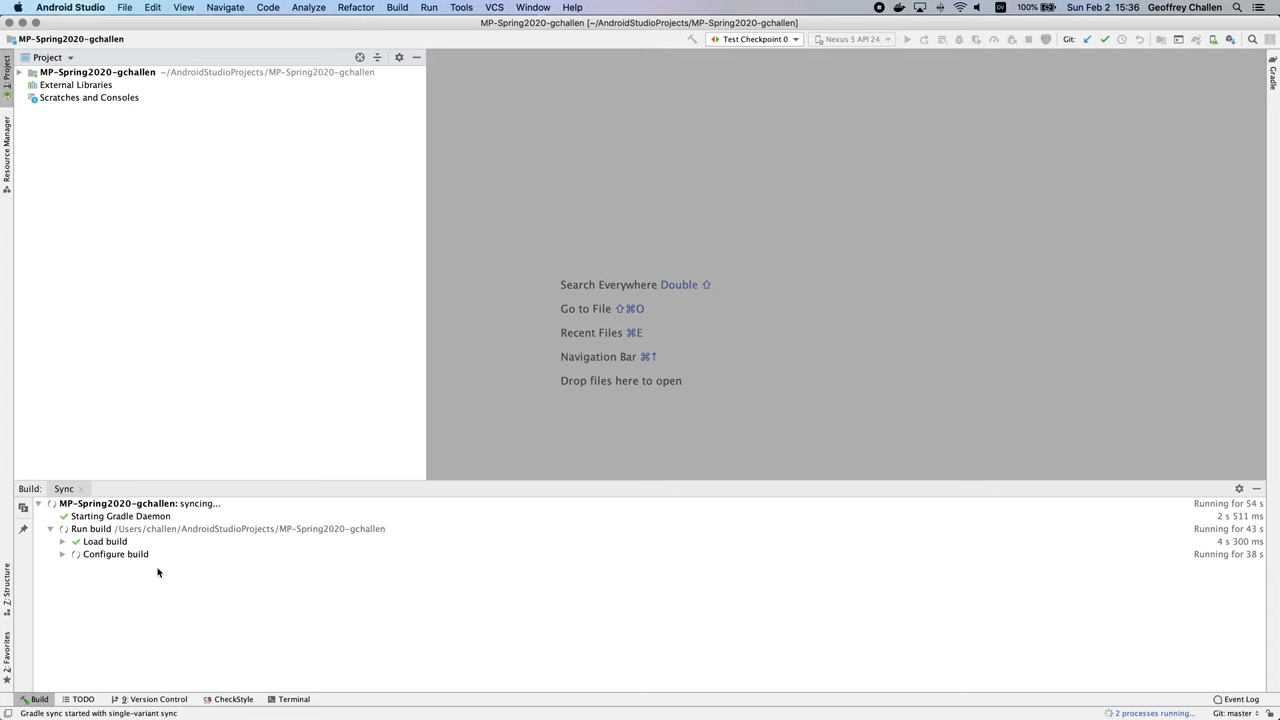 Android Studio File Edit View Navigate Code Analyze Refactor Build Run Tools VCS Window Help 100% Sun Feb 2 15:36 Geoffrey Challen
MP-Spring2020-gchallen [~/AndroidStudioProjects/MP-Spring2020-gchallen]
MP-Spring2020-gchallen Test Checkpoint 0 Nexus 5 API 24 Git:
1: Project
Resource Manager
Z: Structure
2: Favorites
Project
MP-Spring2020-gchallen ~/AndroidStudioProjects/MP-Spring2020-gchallen
External Libraries
Scratches and Consoles
Gradle
Search Everywhere Double ⇧
Go to File ⇧⌘O
Recent Files ⌘E
Navigation Bar ⌘↑
Drop files here to open
Build: Sync
MP-Spring2020-gchallen: syncing... Running for 54 s
Starting Gradle Daemon 2 s 511 ms
Run build /Users/challen/AndroidStudioProjects/MP-Spring2020-gchallen Running for 43 s
Load build 4 s 300 ms
Configure build Running for 38 s
Build TODO 9: Version Control CheckStyle Terminal Event Log
Gradle sync started with single-variant sync 2 processes running... Git: master